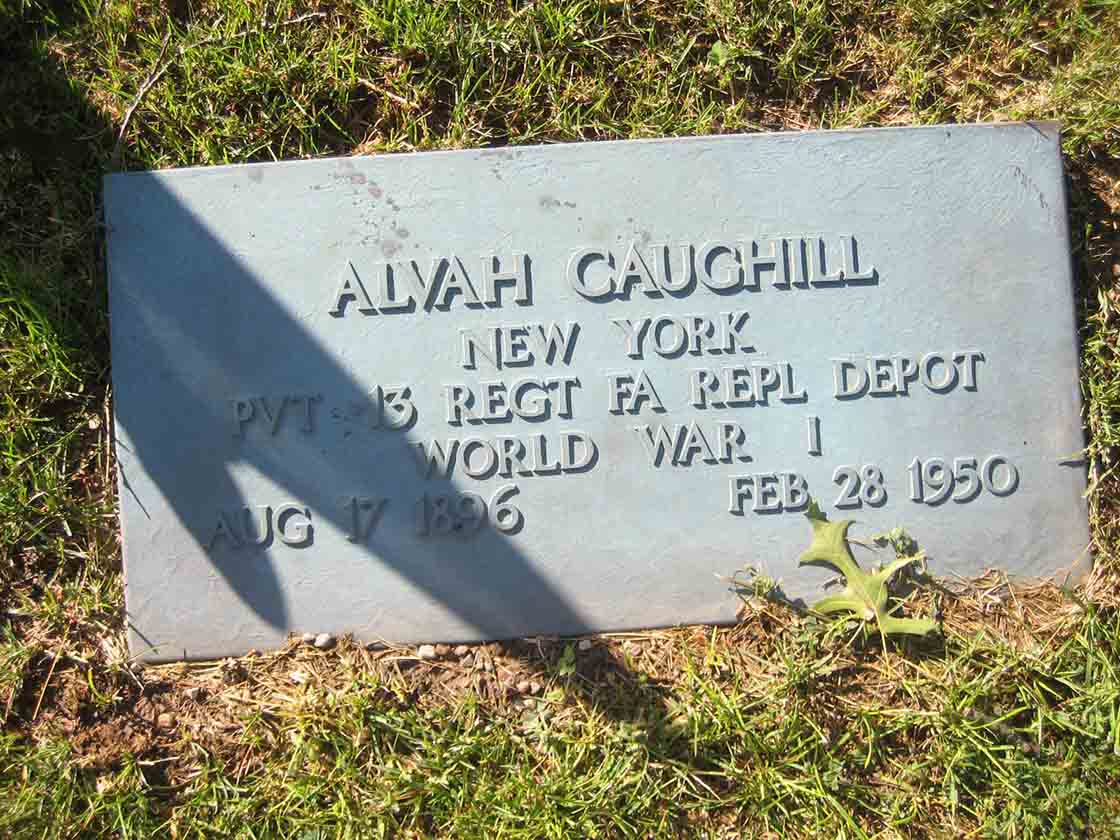 ALVAH CAUGHILL
NEW YORK
PVT 13 REGT FA REPL DEPOT
WORLD WAR I
AUG 17 1896 FEB 28 1950